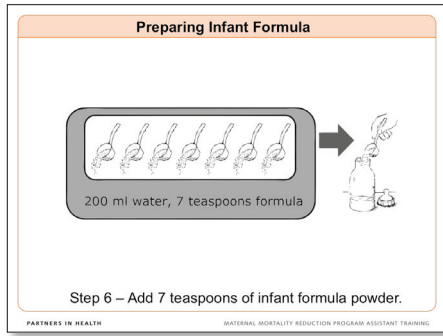 Preparing Infant Formula
200 ml water, 7 teaspoons formula
Step 6 – Add 7 teaspoons of infant formula powder.
PARTNERS IN HEALTH
MATERNAL MORTALITY REDUCTION PROGRAM ASSISTANT TRAINING